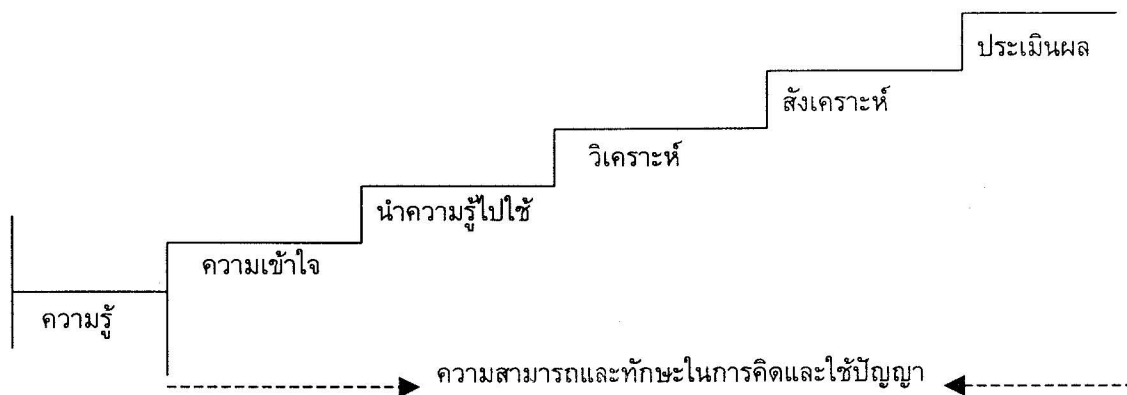 ประเมินผล
สังเคราะห์
วิเคราะห์
นำความรู้ไปใช้
ความเข้าใจ
ความรู้
ความสามารถและทักษะในการคิดและใช้ปัญญา